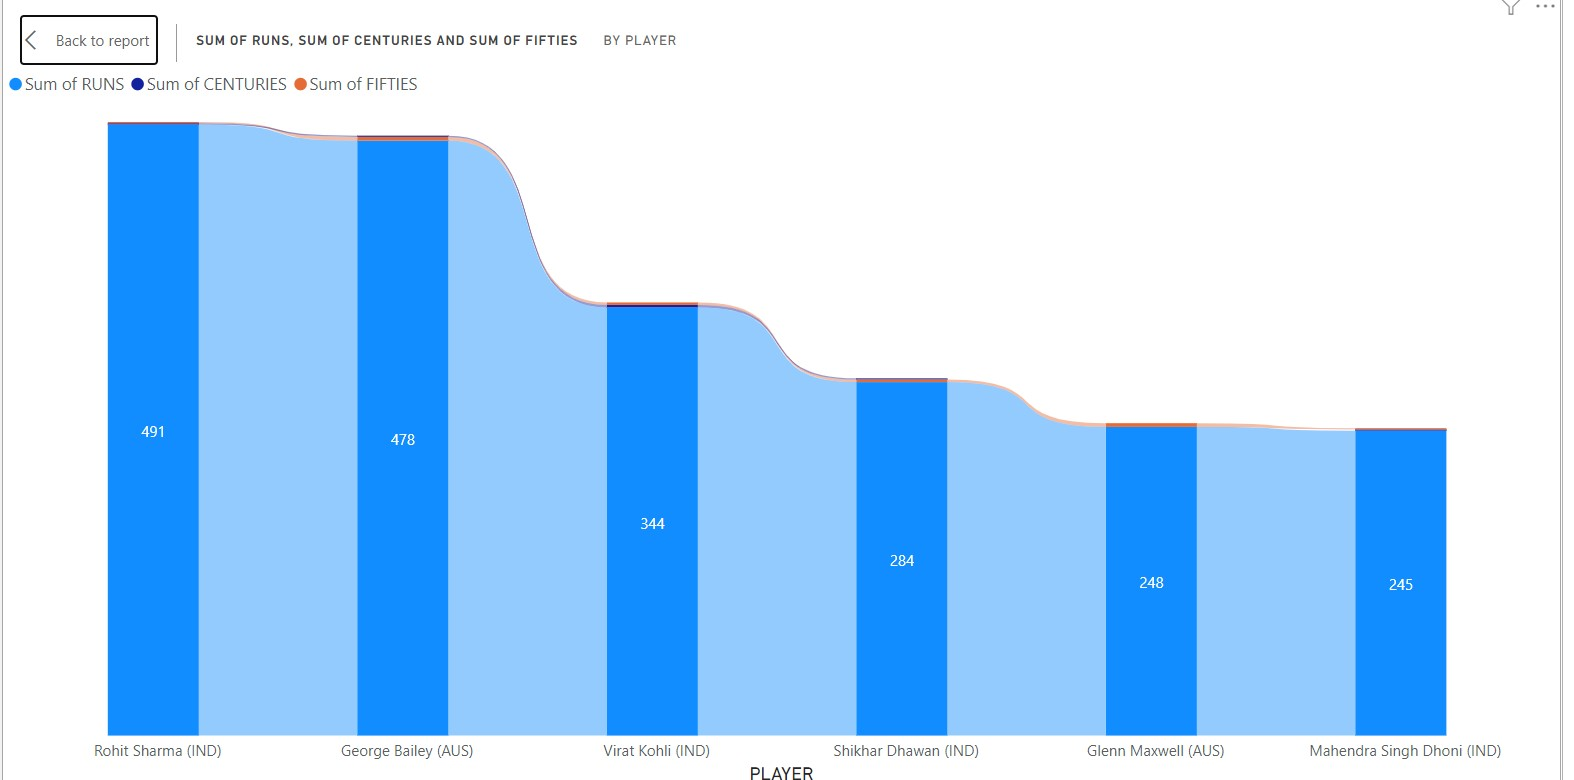 Back to report
SUM OF RUNS, SUM OF CENTURIES AND SUM OF FIFTIES BY PLAYER
Sum of RUNS Sum of CENTURIES Sum of FIFTIES
491
478
344
284
248
245
Rohit Sharma (IND) George Bailey (AUS) Virat Kohli (IND) Shikhar Dhawan (IND) Glenn Maxwell (AUS) Mahendra Singh Dhoni (IND)
PLAYER